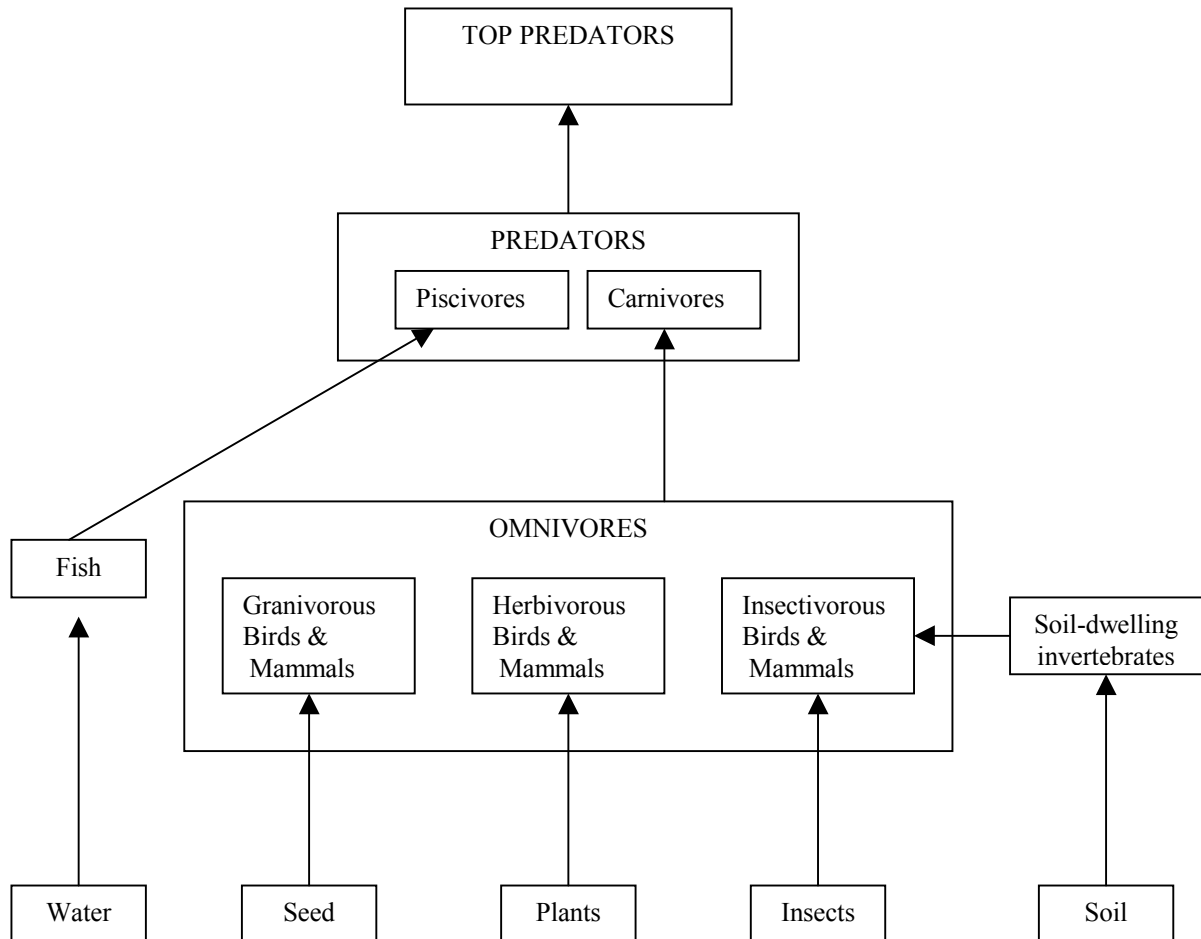 TOP PREDATORS
PREDATORS
Piscivores
Carnivores
OMNIVORES
Fish
Granivorous
Birds &
Mammals
Herbivorous
Birds &
Mammals
Insectivorous
Birds &
Mammals
Soil-dwelling
invertebrates
Water
Seed
Plants
Insects
Soil